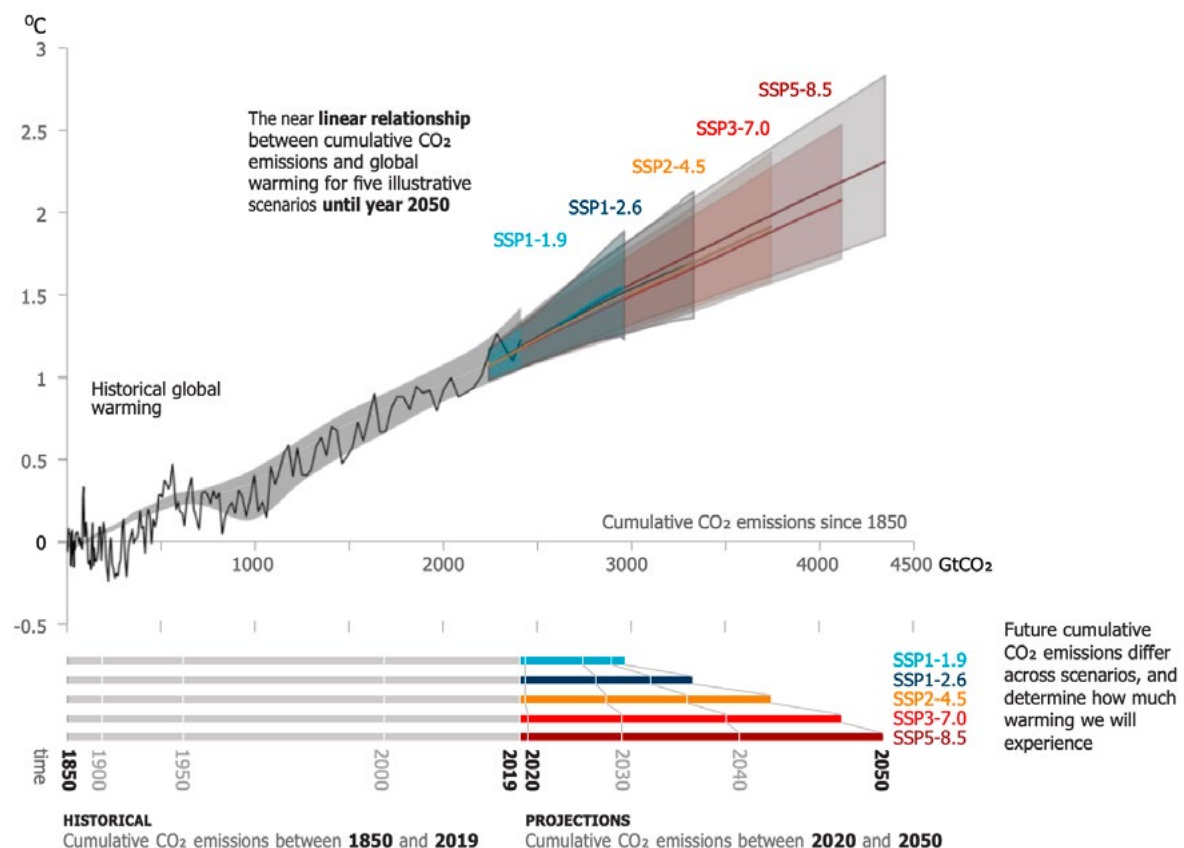 ⁰C
3
SSP5-8.5
The near linear relationship
between cumulative CO₂
emissions and global
warming for five illustrative
scenarios until year 2050
2.5
SSP3-7.0
SSP2-4.5
2
SSP1-2.6
SSP1-1.9
1.5
1
Historical global
warming
0.5
Cumulative CO₂ emissions since 1850
0
1000
2000
3000
4000
4500 GtCO₂
-0.5
Future cumulative
CO₂ emissions differ
across scenarios, and
determine how much
warming we will
experience
SSP1-1.9
SSP1-2.6
SSP2-4.5
SSP3-7.0
SSP5-8.5
time
1850
1900
1950
2000
2019
2020
2030
2040
2050
HISTORICAL
Cumulative CO₂ emissions between 1850 and 2019
PROJECTIONS
Cumulative CO₂ emissions between 2020 and 2050